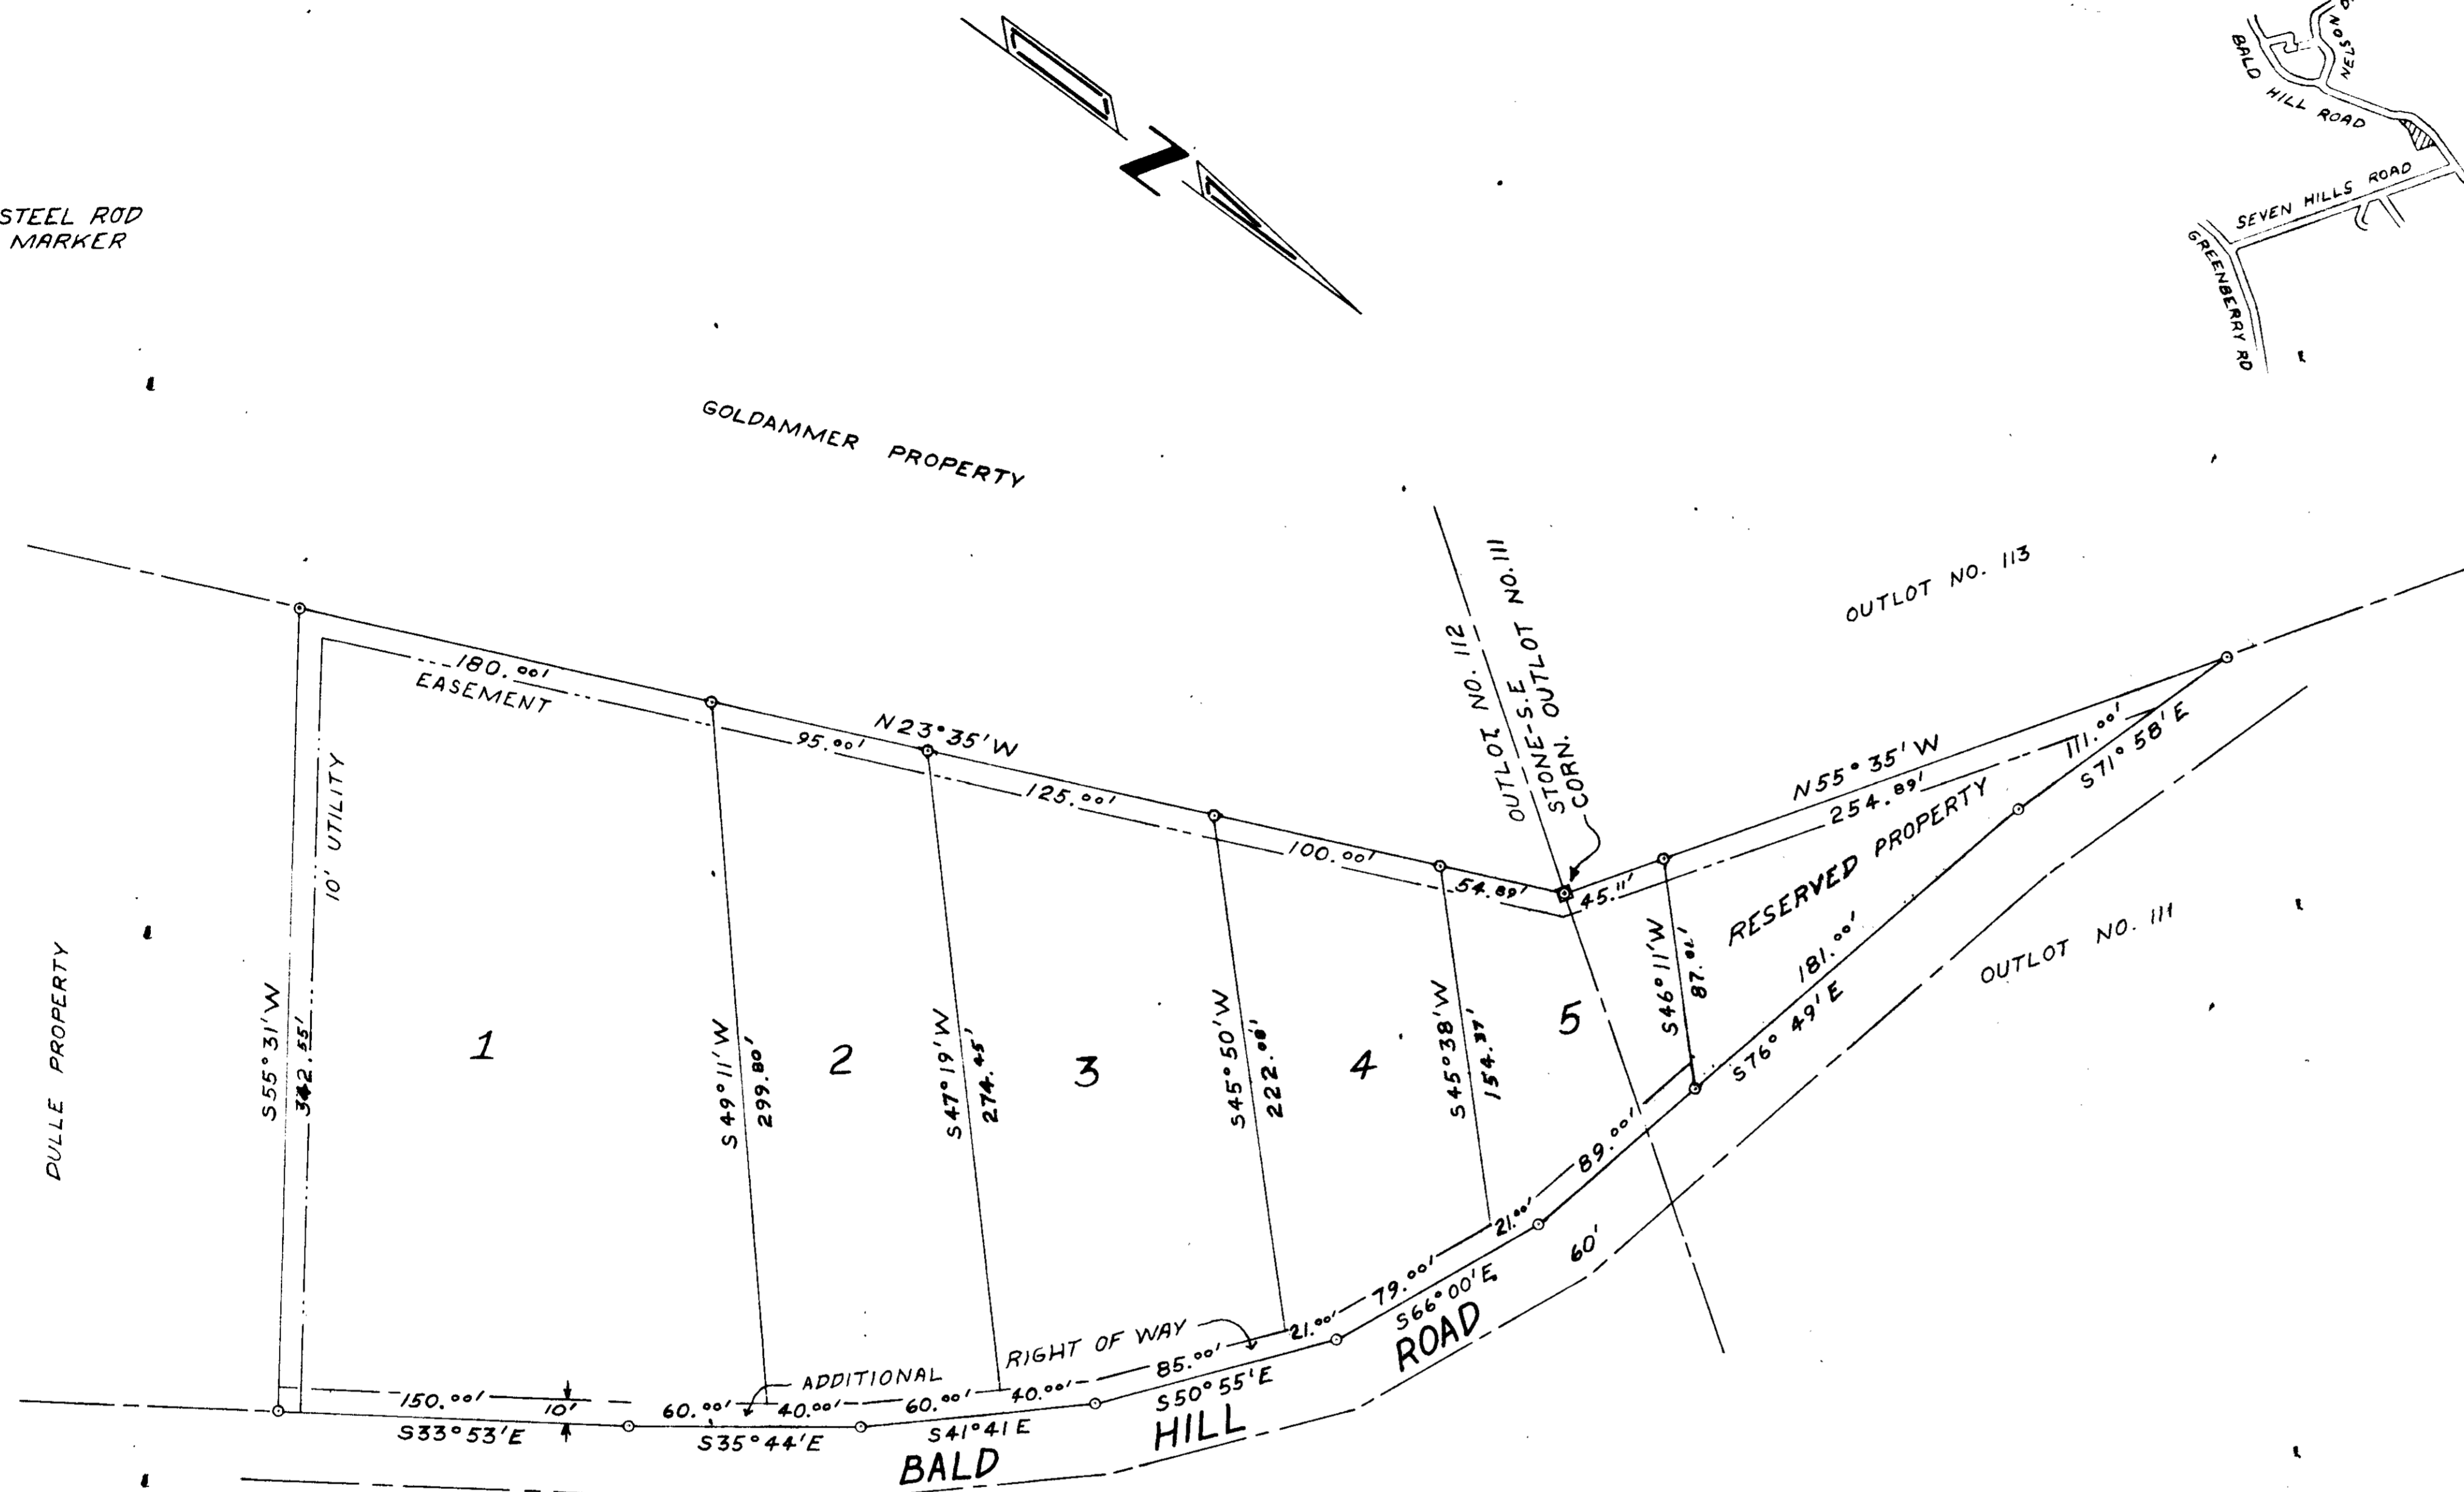 STEEL ROD
MARKER
N
NELSON
BALD HILL ROAD
SEVEN HILLS ROAD
GREENBERRY RD
GOLDAMMER PROPERTY
OUTLOT NO. 113
OUTLOT NO. 112
STONE-S.E
CORN. OUTLOT NO. 111
180.00'
EASEMENT
95.00'
N23°35'W
125.00'
100.00'
54.89'
45.11'
N55°35'W
254.89'
111.00'
S71°58'E
RESERVED PROPERTY
181.00'
S76°49'E
OUTLOT NO. 111
DULLE PROPERTY
S55°31'W
342.55'
10' UTILITY
1
S49°11'W
299.80'
2
S47°19'W
274.45'
3
S45°50'W
222.00'
4
S45°38'W
154.37'
5
S46°11'W
150.00'
10'
S33°53'E
60.00'
ADDITIONAL
40.00'
S35°44'E
60.00'
RIGHT OF WAY
40.00'
S41°41E
85.00'
S50°55'E
21.00'
79.00'
S66°00'E
21.00'
89.00'
60'
BALD HILL ROAD